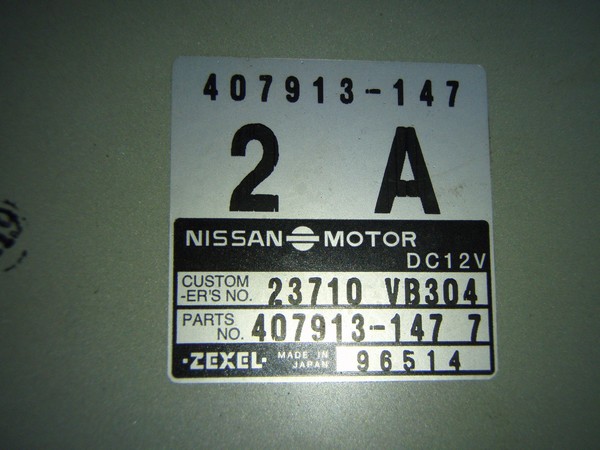 407913-147
2 A
NISSAN MOTOR
DC12V
CUSTOM
-ER'S NO. 23710 VB304
PARTS
NO. 407913-147 7
·ZEXEL· MADE IN
JAPAN 96514